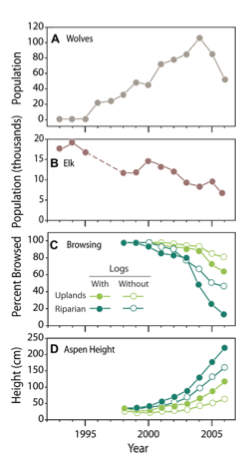 120
100
80
60
40
20
0
Population
A Wolves
20
15
10
5
0
Population (thousands)
B Elk
100
80
60
40
20
0
Percent Browsed
C Browsing
Logs
With Without
Uplands
Riparian
250
200
150
100
50
0
Height (cm)
D Aspen Height
1995 2000 2005
Year